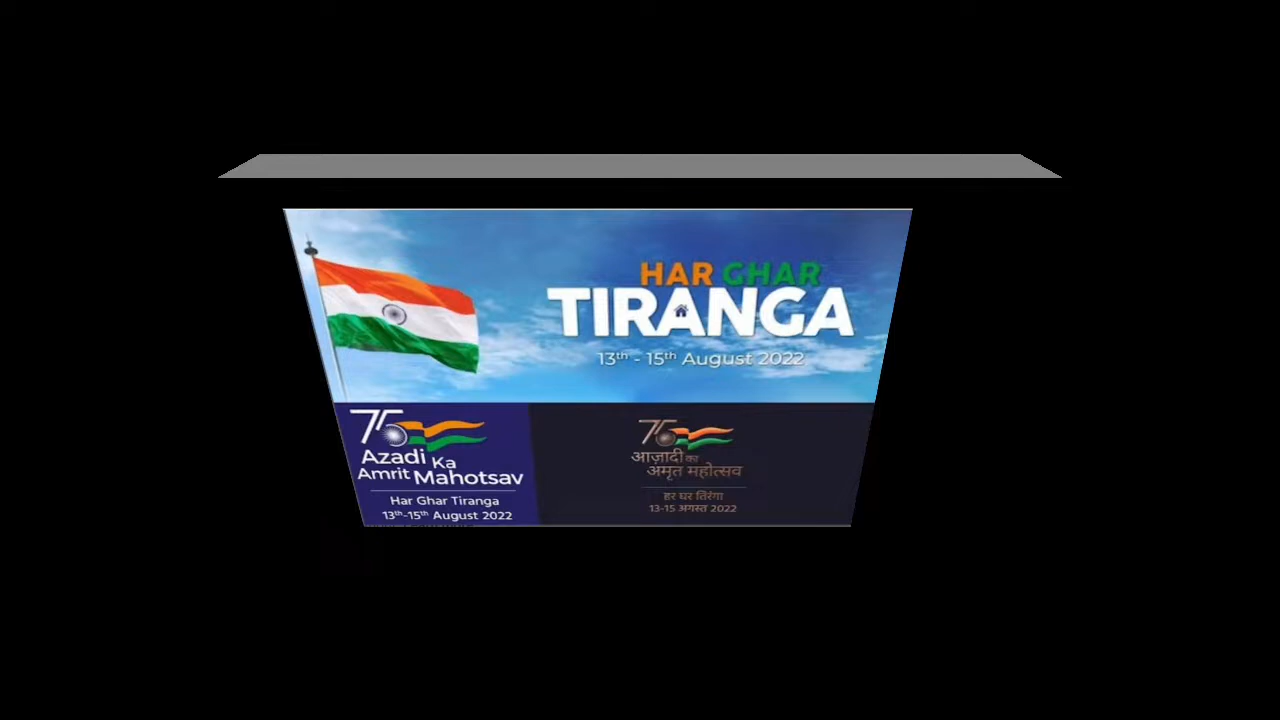 HAR GHAR
TIRANGA
13th - 15th August 2022
75
Azadi Ka
Amrit Mahotsav
Har Ghar Tiranga
13th-15th August 2022
75
आज़ादी का
अमृत महोत्सव
हर घर तिरंगा
13-15 अगस्त 2022